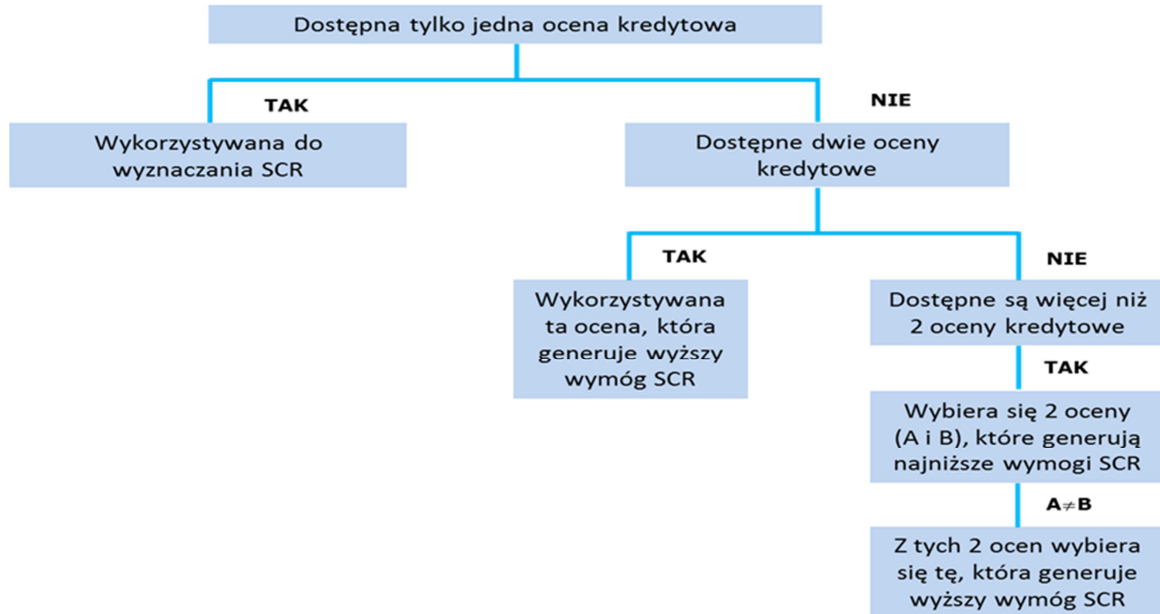 Dostępna tylko jedna ocena kredytowa
TAK
NIE
Wykorzystywana do
wyznaczania SCR
Dostępne dwie oceny
kredytowe
TAK
NIE
Wykorzystywana
ta ocena, która
generuje wyższy
wymóg SCR
Dostępne są więcej niż
2 oceny kredytowe
TAK
Wybiera się 2 oceny
(A i B), które generują
najniższe wymogi SCR
A≠B
Z tych 2 ocen wybiera
się tę, która generuje
wyższy wymóg SCR